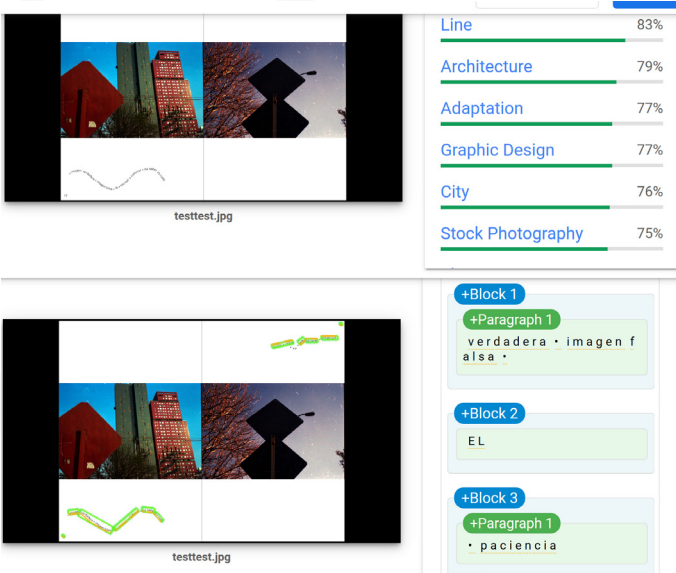 Line 83%
Architecture 79%
Adaptation 77%
Graphic Design 77%
City 76%
Stock Photography 75%
testtest.jpg
+Block 1
+Paragraph 1
verdadera • imagen f
alsa •
+Block 2
EL
+Block 3
+Paragraph 1
• paciencia
testtest.jpg